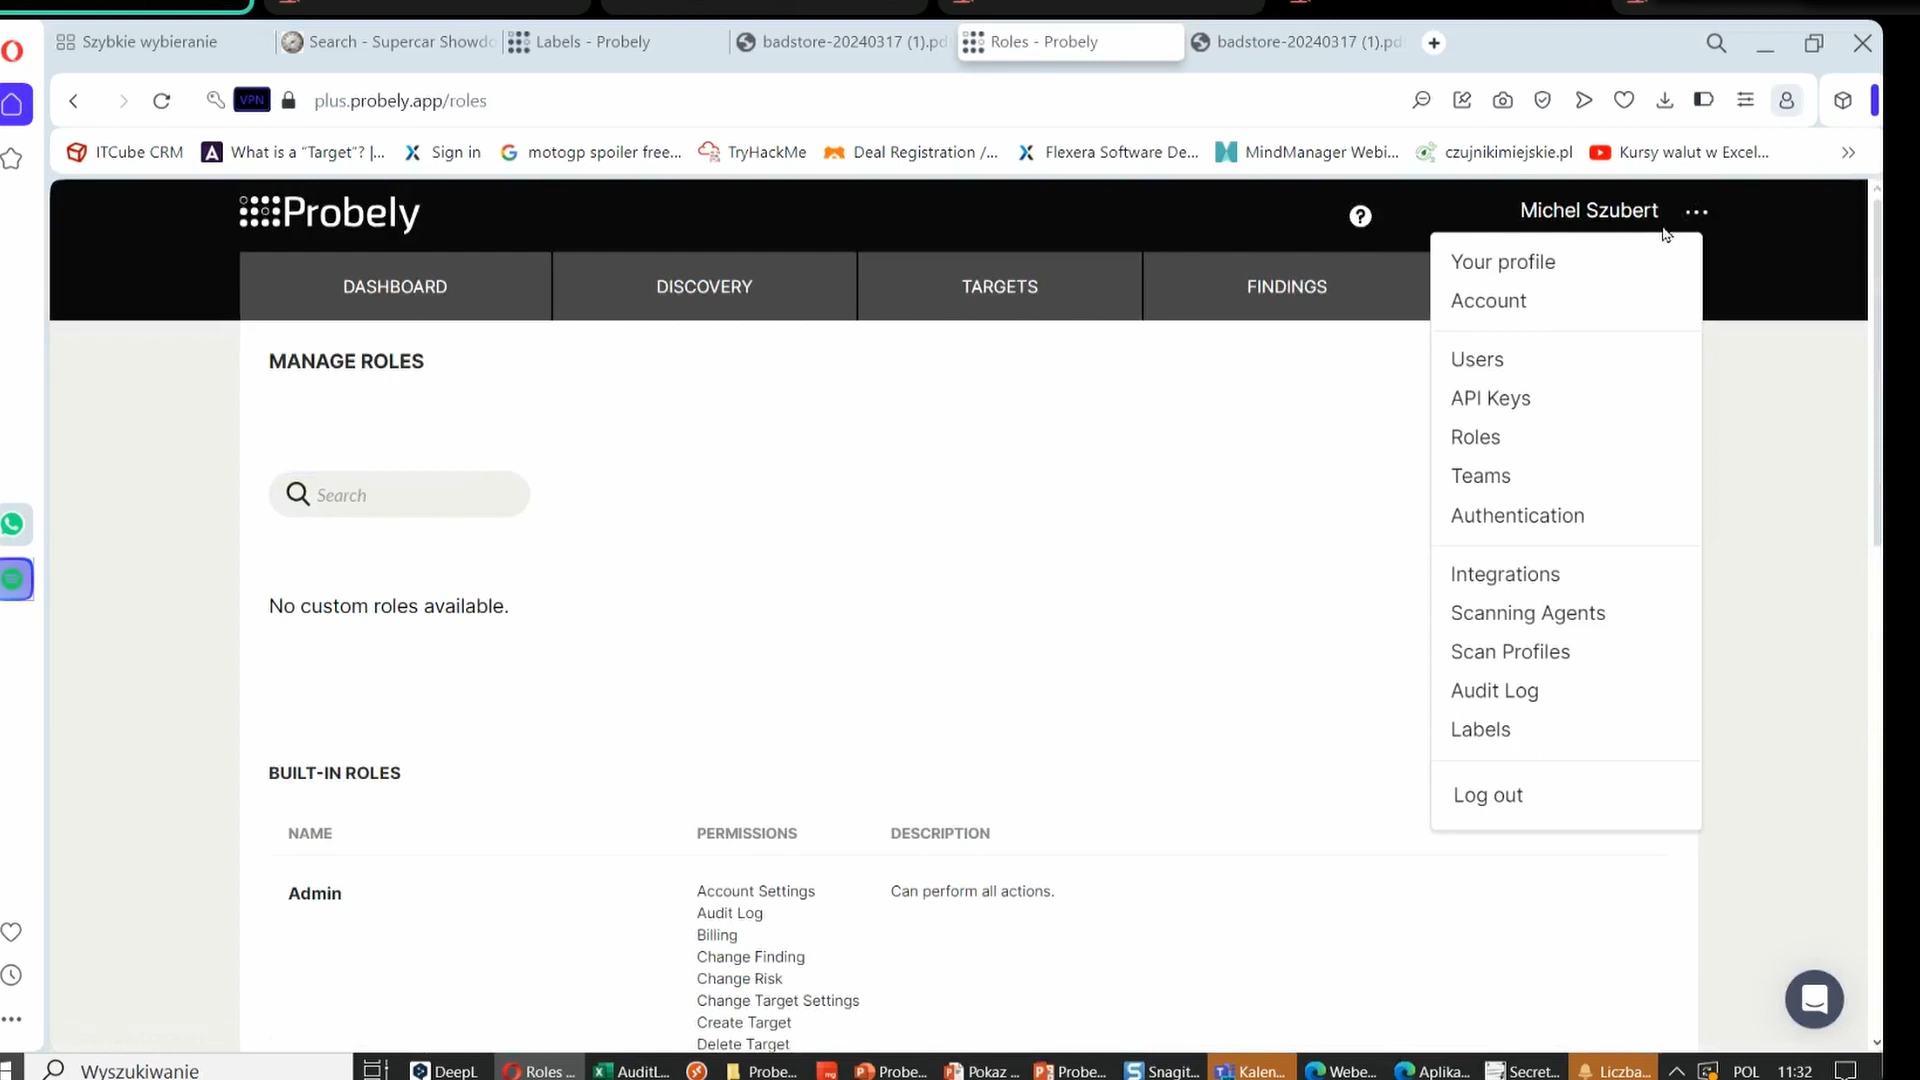 Szybkie wybieranie
Search - Supercar Showdo
Labels - Probely
badstore-20240317 (1).pd
Roles - Probely
badstore-20240317 (1).pd
VPN
plus.probely.app/roles
ITCube CRM
What is a “Target”? |...
Sign in
motogp spoiler free...
TryHackMe
Deal Registration /...
Flexera Software De...
MindManager Webi...
czujnikimiejskie.pl
Kursy walut w Excel...
Probely
Michel Szubert
DASHBOARD
DISCOVERY
TARGETS
FINDINGS
Your profile
Account
Users
API Keys
Roles
Teams
Authentication
Integrations
Scanning Agents
Scan Profiles
Audit Log
Labels
Log out
MANAGE ROLES
Search
No custom roles available.
BUILT-IN ROLES
NAME
PERMISSIONS
DESCRIPTION
Admin
Account Settings
Audit Log
Billing
Change Finding
Change Risk
Change Target Settings
Create Target
Delete Target
Can perform all actions.
Wyszukiwanie
DeepL
Roles ...
AuditL...
Probe...
Probe...
Pokaz ...
Probe...
Snagit...
Kalen...
Webe...
Aplika...
Secret...
Liczba...
POL
11:32